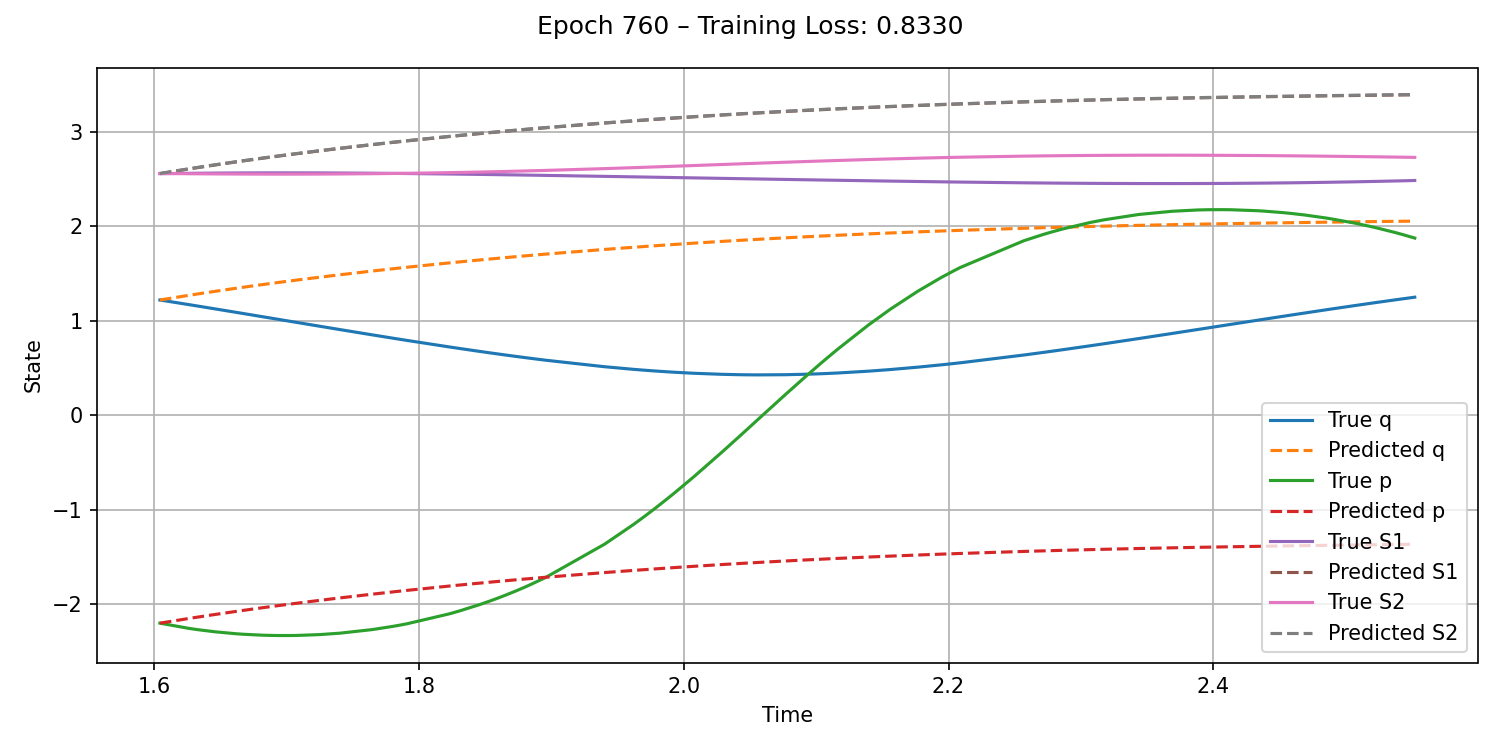 Epoch 760 – Training Loss: 0.8330
State
3
2
1
0
−1
−2
1.6
1.8
2.0
2.2
2.4
Time
True q
Predicted q
True p
Predicted p
True S1
Predicted S1
True S2
Predicted S2